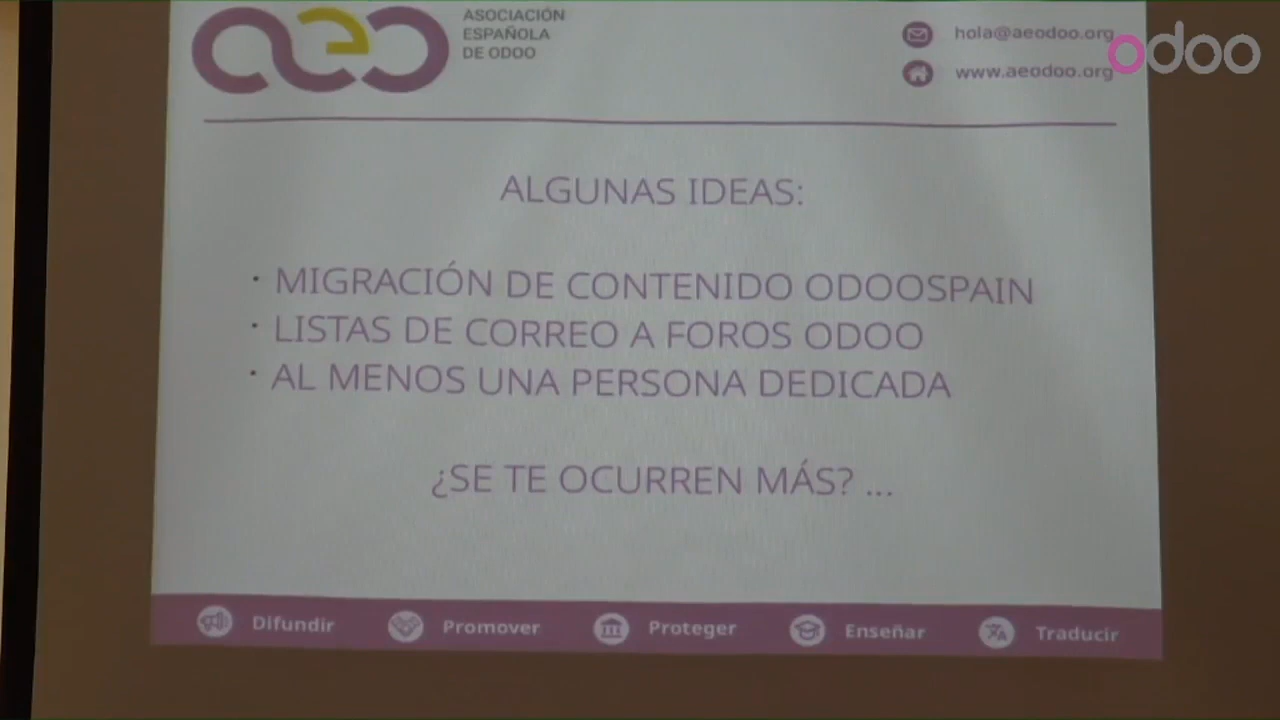 aeo
ASOCIACIÓN
ESPAÑOLA
DE ODOO
hola@aeodoo.org
www.aeodoo.org
odoo
ALGUNAS IDEAS:
· MIGRACIÓN DE CONTENIDO ODOOSPAIN
· LISTAS DE CORREO A FOROS ODOO
· AL MENOS UNA PERSONA DEDICADA
¿SE TE OCURREN MÁS? ...
Difundir Promover Proteger Enseñar Traducir